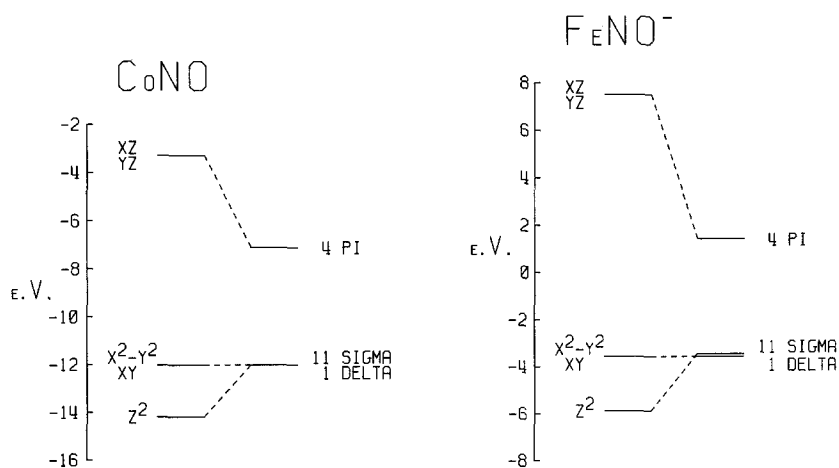 CoNO
-2
-4
-6
-8
-10
-12
-14
-16
E.V.
XZ
YZ
4 PI
X²-Y²
XY
Z²
11 SIGMA
1 DELTA
FENO⁻
8
6
4
2
0
-2
-4
-6
-8
E.V.
XZ
YZ
4 PI
X²-Y²
XY
Z²
11 SIGMA
1 DELTA